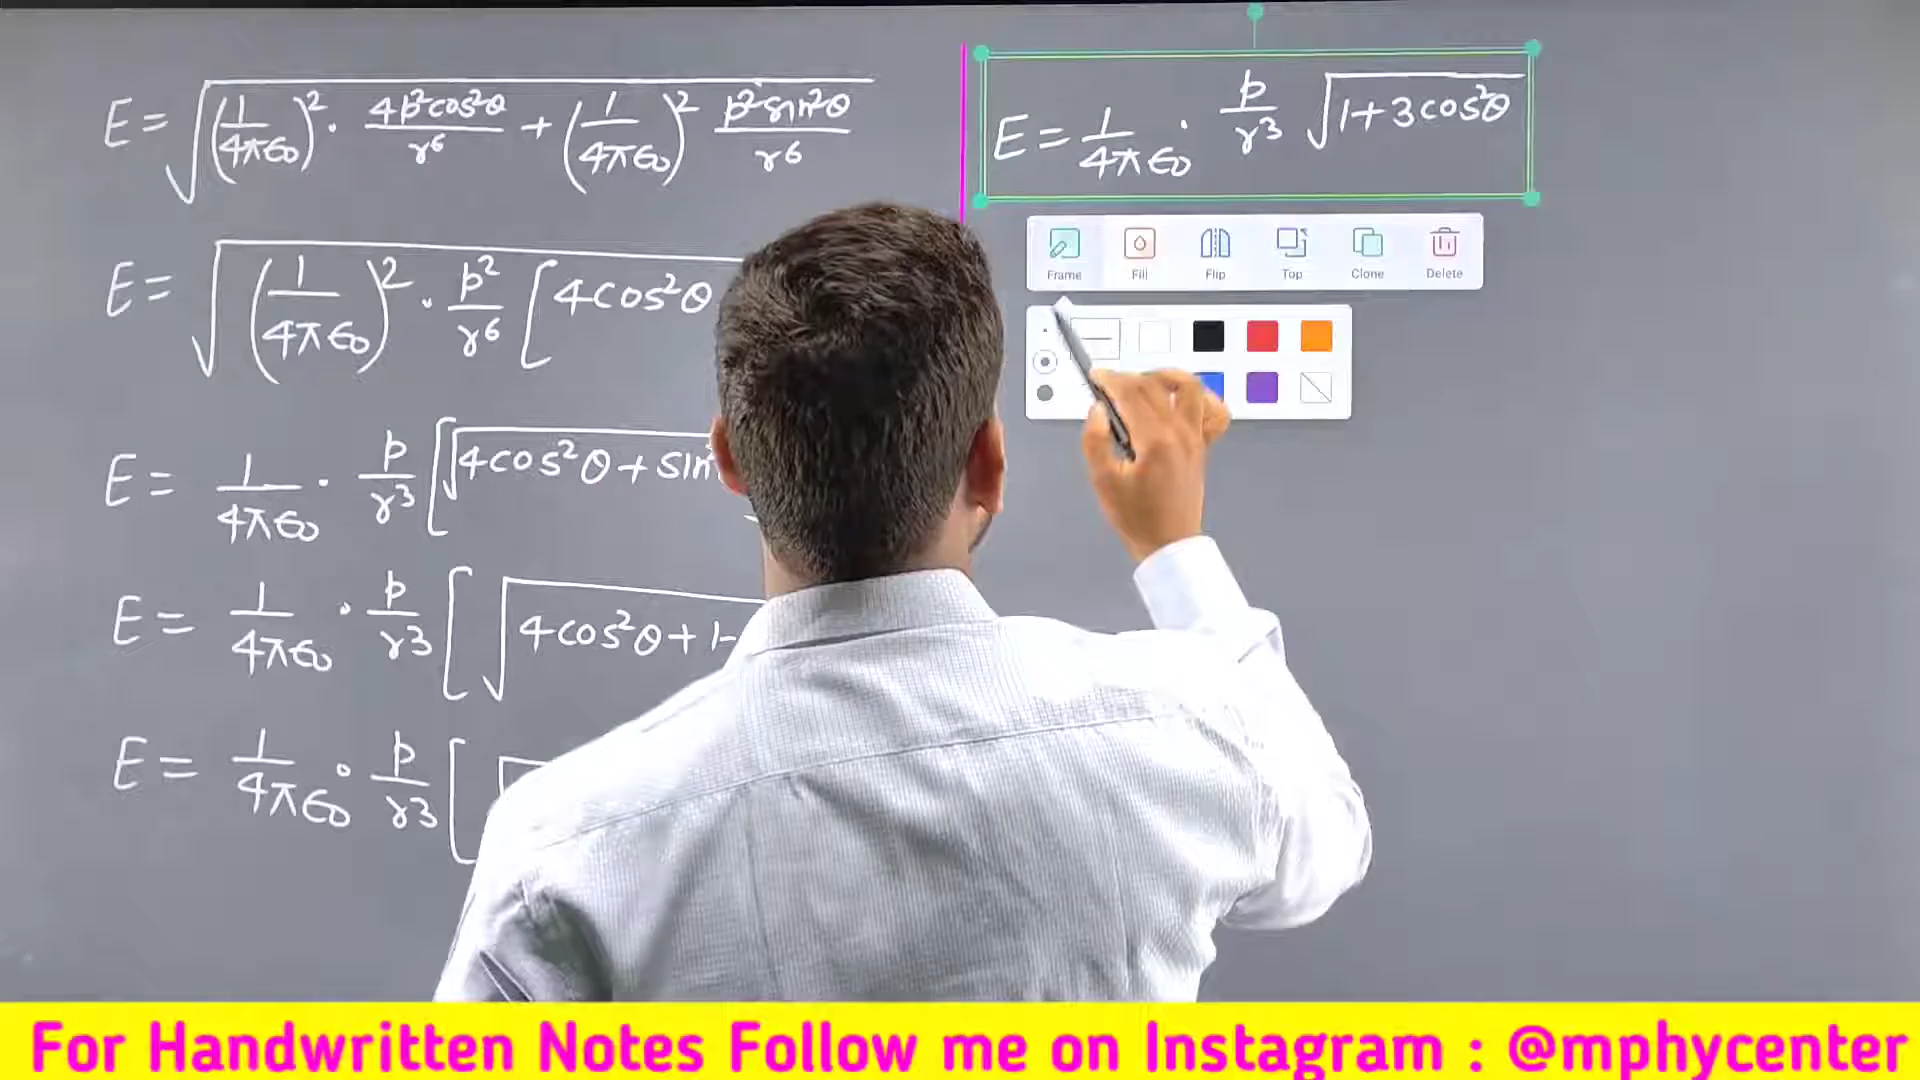 E = √((1/4πϵ₀)² · 4p²cos²θ/r⁶ + (1/4πϵ₀)² p²sin²θ/r⁶)
E = √((1/4πϵ₀)² · p²/r⁶ [4cos²θ
E = 1/4πϵ₀ · p/r³ [√(4cos²θ + sin
E = 1/4πϵ₀ · p/r³ [√(4cos²θ + 1-
E = 1/4πϵ₀ · p/r³ [
E = 1/4πϵ₀ · p/r³ √(1+3cos²θ)
Frame Fill Flip Top Clone Delete
For Handwritten Notes Follow me on Instagram : @mphycenter